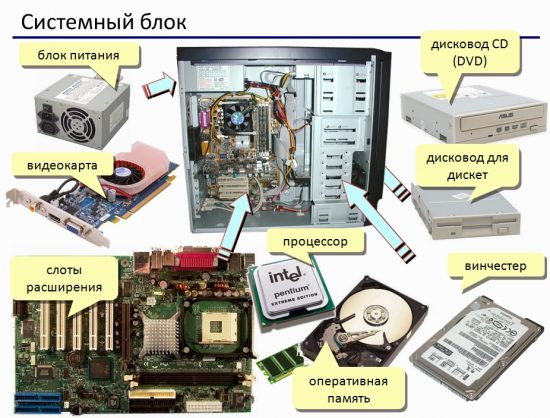 Системный блок
блок питания
дисковод CD
(DVD)
видеокарта
дисковод для
дискет
ASUS
процессор
слоты
расширения
intel
pentium
EXTREME EDITION
винчестер
оперативная
память